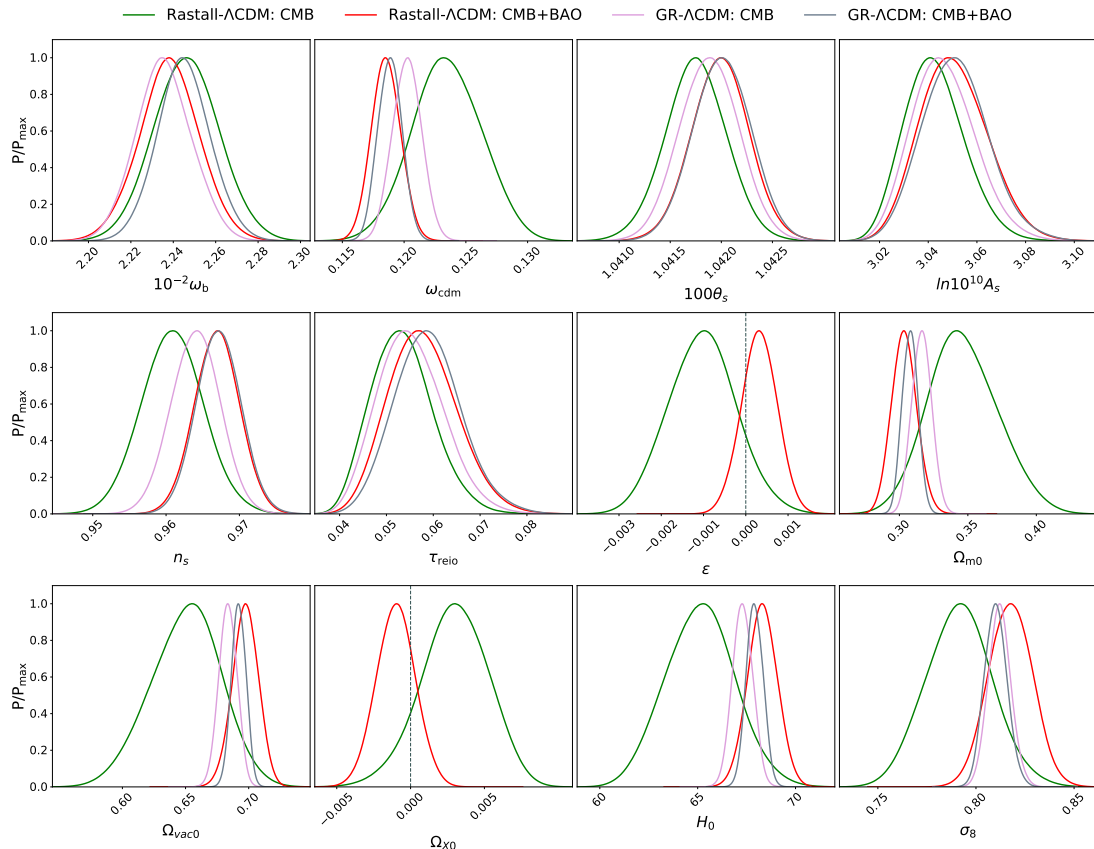 Rastall-ΛCDM: CMB Rastall-ΛCDM: CMB+BAO GR-ΛCDM: CMB GR-ΛCDM: CMB+BAO
P/P_max
1.0
0.8
0.6
0.4
0.2
0.0
2.20 2.22 2.24 2.26 2.28 2.30
10⁻²ω_b
0.115 0.120 0.125 0.130
ω_cdm
1.0410 1.0415 1.0420 1.0425
100θ_s
3.02 3.04 3.06 3.08 3.10
ln10¹⁰A_s
P/P_max
1.0
0.8
0.6
0.4
0.2
0.0
0.95 0.96 0.97
n_s
0.04 0.05 0.06 0.07 0.08
τ_reio
−0.003 −0.002 −0.001 0.000 0.001
ε
0.30 0.35 0.40
Ω_m0
P/P_max
1.0
0.8
0.6
0.4
0.2
0.0
0.60 0.65 0.70
Ω_vac0
−0.005 0.000 0.005
Ω_X0
60 65 70
H_0
0.75 0.80 0.85
σ_8